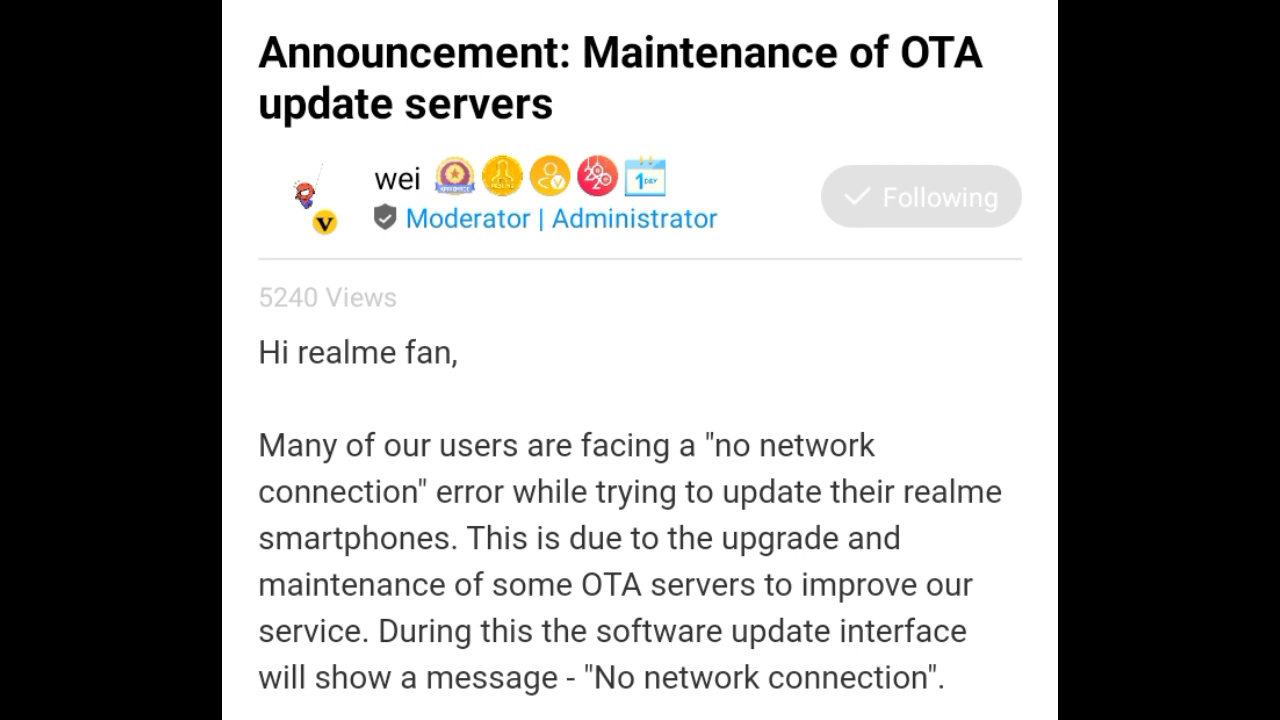 Announcement: Maintenance of OTA
update servers
wei
1 DAY
V
Moderator | Administrator
Following
5240 Views
Hi realme fan,
Many of our users are facing a "no network
connection" error while trying to update their realme
smartphones. This is due to the upgrade and
maintenance of some OTA servers to improve our
service. During this the software update interface
will show a message - "No network connection".